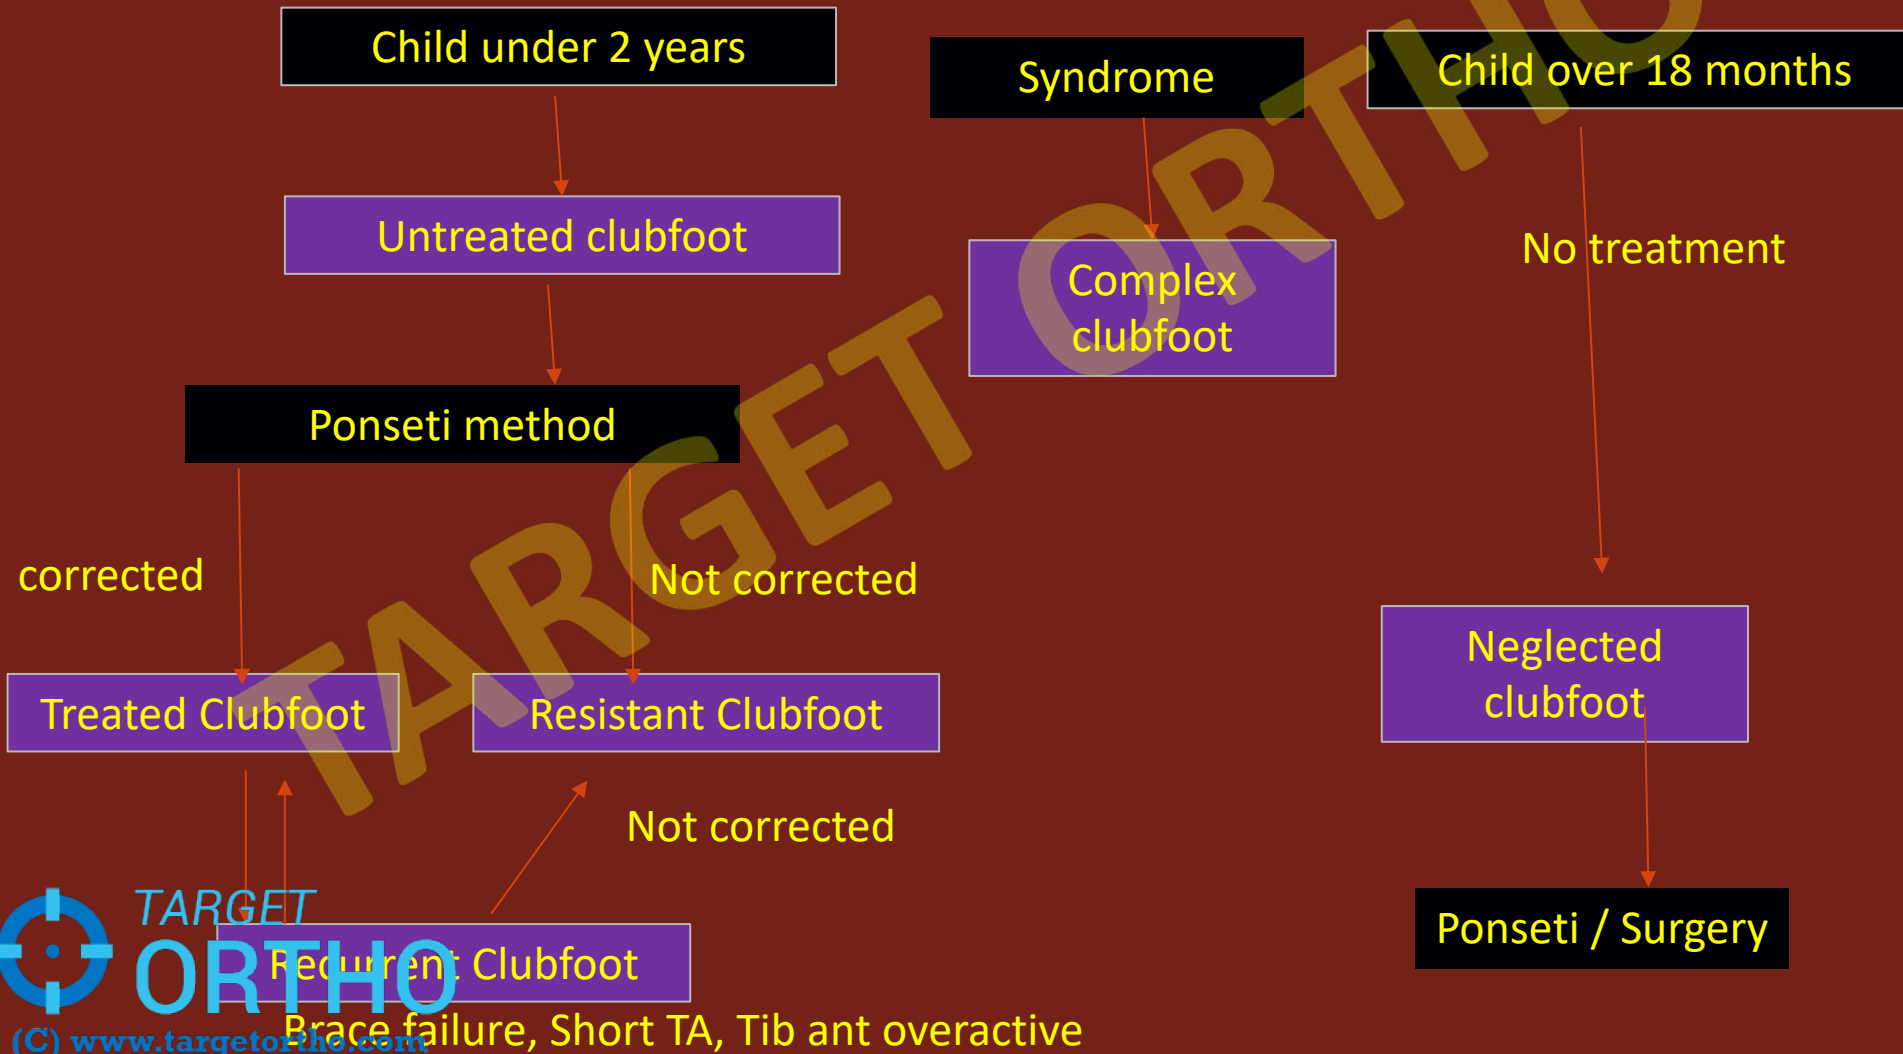 Child under 2 years
Syndrome
Child over 18 months
Untreated clubfoot
No treatment
Complex
clubfoot
Ponseti method
corrected
Not corrected
Neglected
clubfoot
Treated Clubfoot
Resistant Clubfoot
Not corrected
Ponseti / Surgery
Recurrent Clubfoot
Brace failure, Short TA, Tib ant overactive
TARGET
ORTHO
(C) www.targetortho.com
TARGET ORTHO